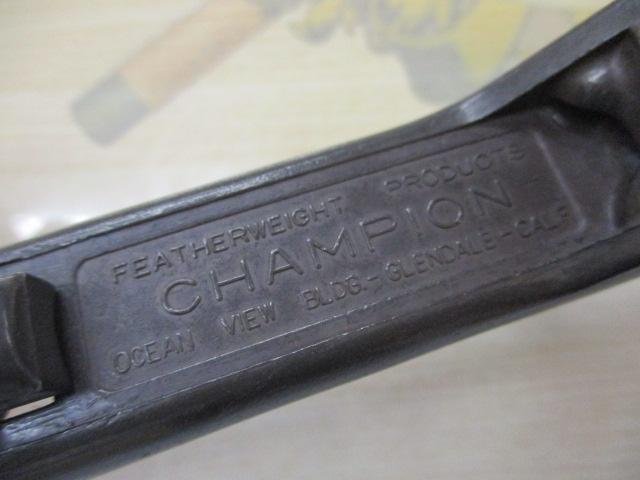 FEATHERWEIGHT PRODUCTS
CHAMPION
OCEAN VIEW BLDG.-GLENDALE-CALIF